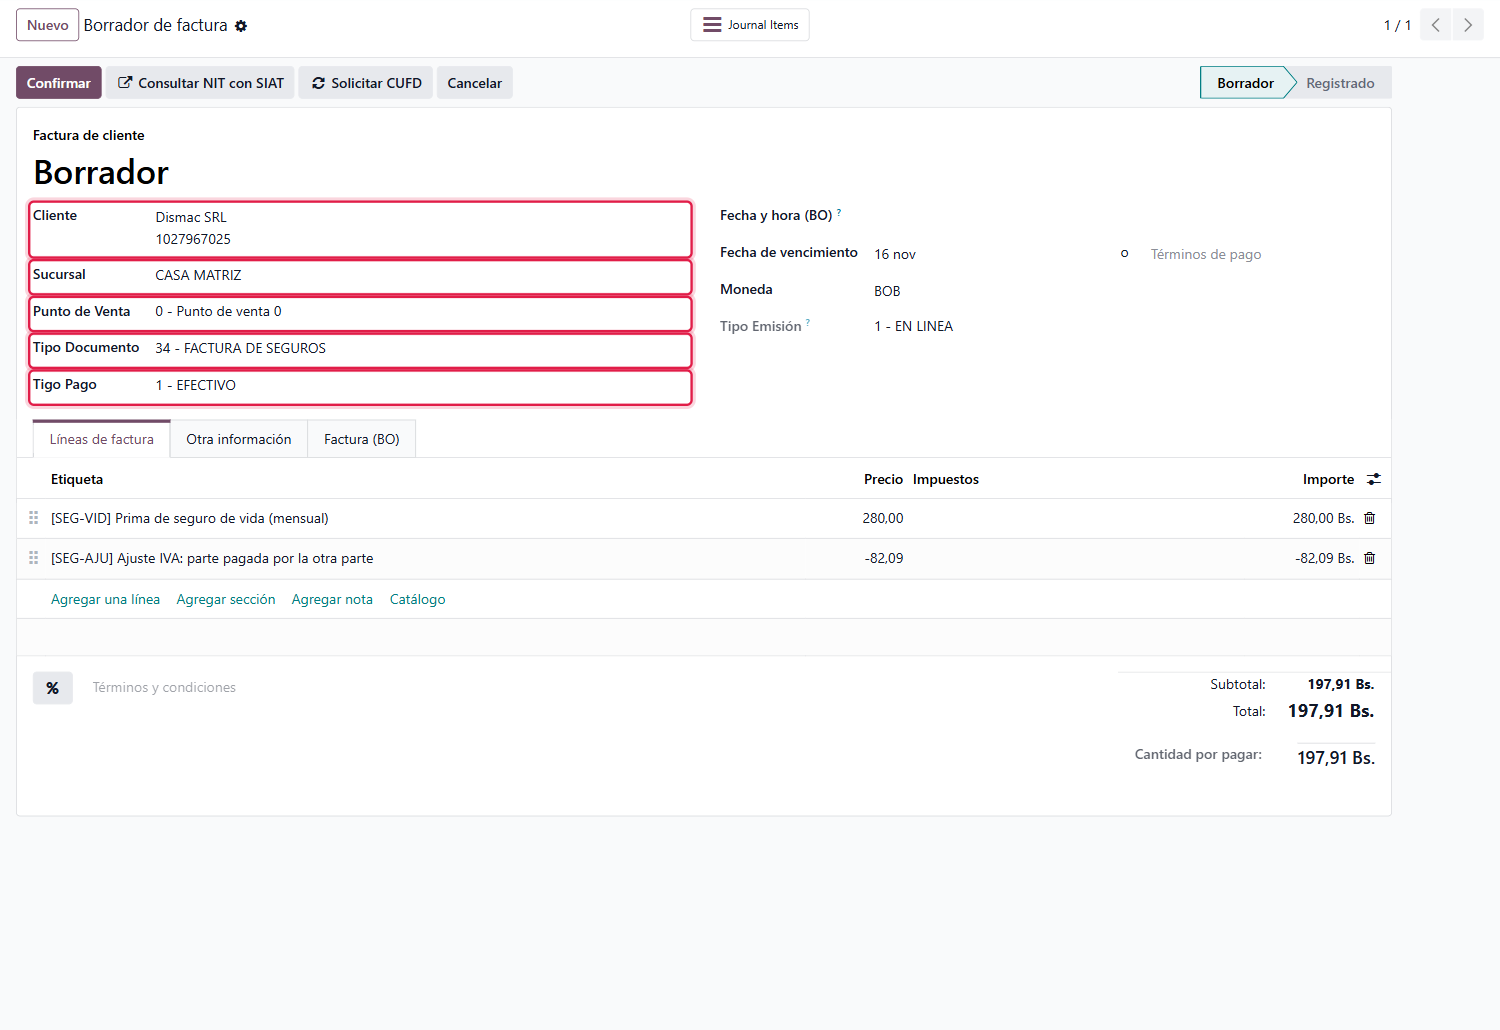 Nuevo Borrador de factura
Journal Items
1 / 1
Confirmar Consultar NIT con SIAT Solicitar CUFD Cancelar
Borrador Registrado
Factura de cliente
Borrador
Cliente Dismac SRL
1027967025
Sucursal CASA MATRIZ
Punto de Venta 0 - Punto de venta 0
Tipo Documento 34 - FACTURA DE SEGUROS
Tigo Pago 1 - EFECTIVO
Fecha y hora (BO) ?
Fecha de vencimiento 16 nov o Términos de pago
Moneda BOB
Tipo Emisión ? 1 - EN LINEA
Líneas de factura Otra información Factura (BO)
Etiqueta Precio Impuestos Importe
[SEG-VID] Prima de seguro de vida (mensual) 280,00 280,00 Bs.
[SEG-AJU] Ajuste IVA: parte pagada por la otra parte -82,09 -82,09 Bs.
Agregar una línea Agregar sección Agregar nota Catálogo
% Términos y condiciones
Subtotal: 197,91 Bs.
Total: 197,91 Bs.
Cantidad por pagar: 197,91 Bs.